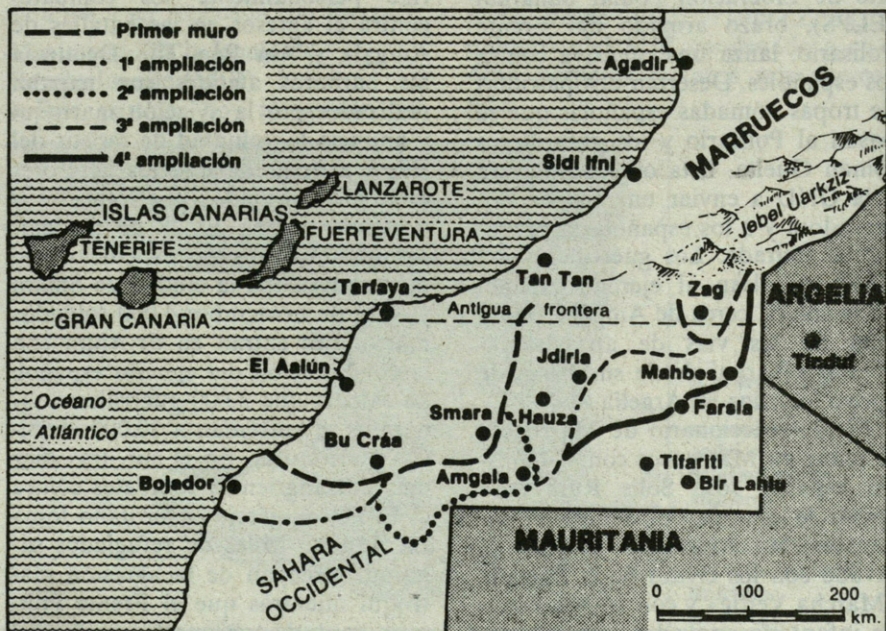 Primer muro
1ª ampliación
2ª ampliación
3ª ampliación
4ª ampliación
Agadir
MARRUECOS
Sidi Ifni
Jebel Uarkziz
LANZAROTE
ISLAS CANARIAS
FUERTEVENTURA
TENERIFE
GRAN CANARIA
Tarfaya
Tan Tan
Zag
ARGELIA
Antigua frontera
Tinduf
El Aaiún
Jdiria
Mahbes
Océano
Atlántico
Smara
Hauza
Farsia
Bu Cráa
Amgala
Tifariti
Bojador
Bir Lahlu
SÁHARA
OCCIDENTAL
MAURITANIA
0 100 200
km.